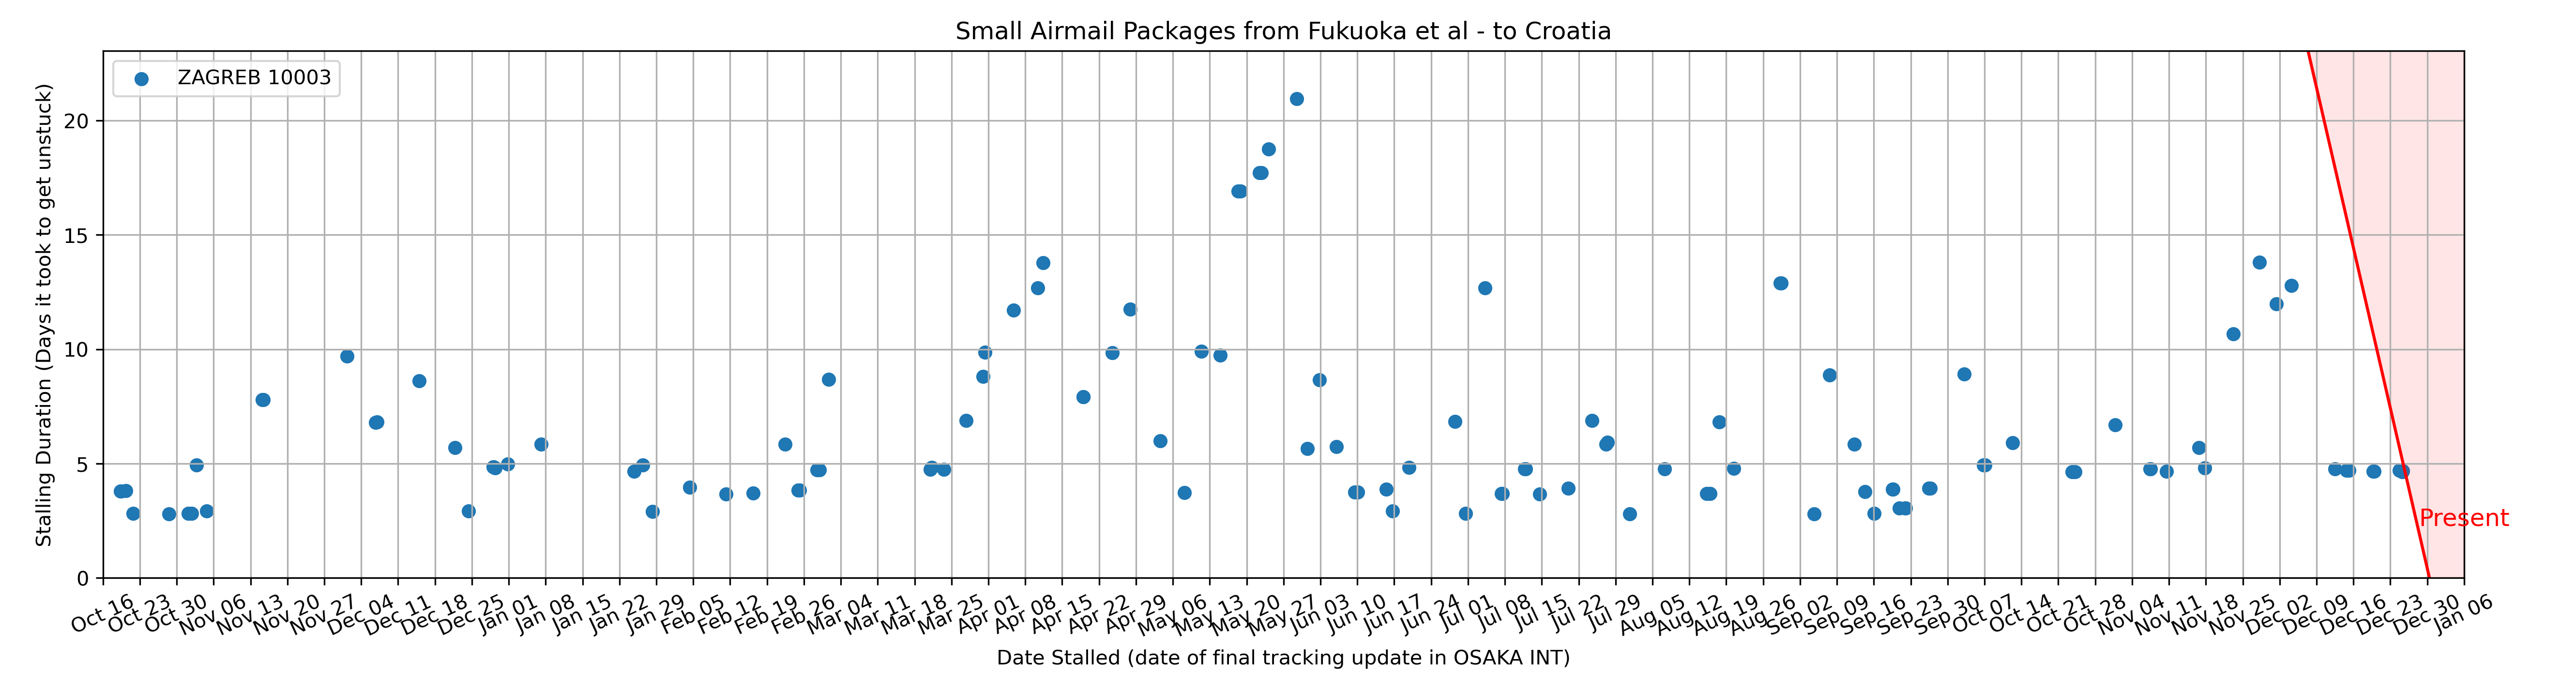 Small Airmail Packages from Fukuoka et al - to Croatia
ZAGREB 10003
Stalling Duration (Days it took to get unstuck)
20
15
10
5
0
Present
Oct 16
Oct 23
Oct 30
Nov 06
Nov 13
Nov 20
Nov 27
Dec 04
Dec 11
Dec 18
Dec 25
Jan 01
Jan 08
Jan 15
Jan 22
Jan 29
Feb 05
Feb 12
Feb 19
Feb 26
Mar 04
Mar 11
Mar 18
Mar 25
Apr 01
Apr 08
Apr 15
Apr 22
Apr 29
May 06
May 13
May 20
May 27
Jun 03
Jun 10
Jun 17
Jun 24
Jul 01
Jul 08
Jul 15
Jul 22
Jul 29
Aug 05
Aug 12
Aug 19
Aug 26
Sep 02
Sep 09
Sep 16
Sep 23
Sep 30
Oct 07
Oct 14
Oct 21
Oct 28
Nov 04
Nov 11
Nov 18
Nov 25
Dec 02
Dec 09
Dec 16
Dec 23
Dec 30
Jan 06
Date Stalled (date of final tracking update in OSAKA INT)